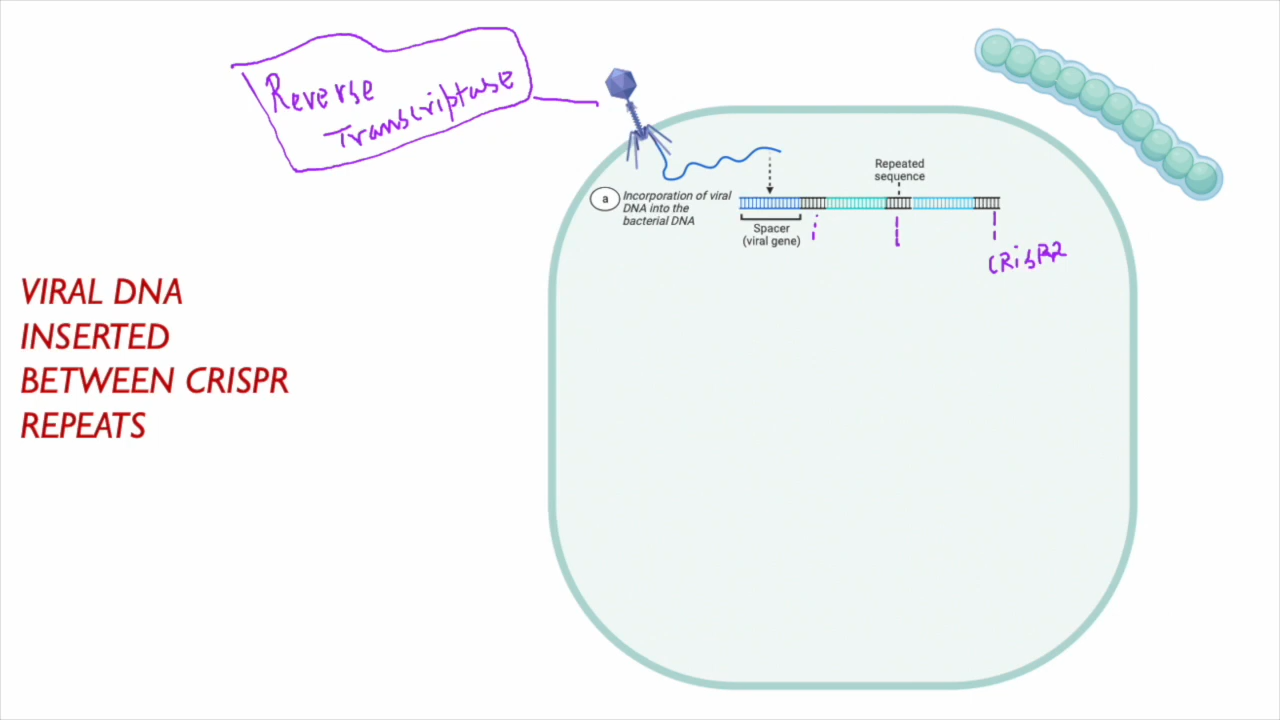 Reverse
Transcriptase
Repeated
sequence
a
Incorporation of viral
DNA into the
bacterial DNA
Spacer
(viral gene)
VIRAL DNA
INSERTED
BETWEEN CRISPR
REPEATS